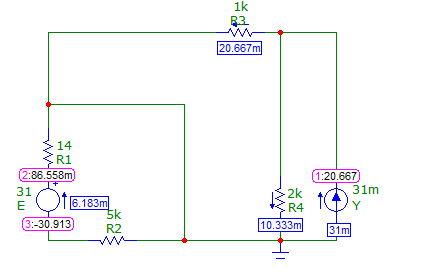 1k
R3
20.667m
14
R1
2:86.558m
1:20.667
31
E
+
6.183m
31m
Y
2k
R4
3:-30.913
5k
R2
10.333m
31m